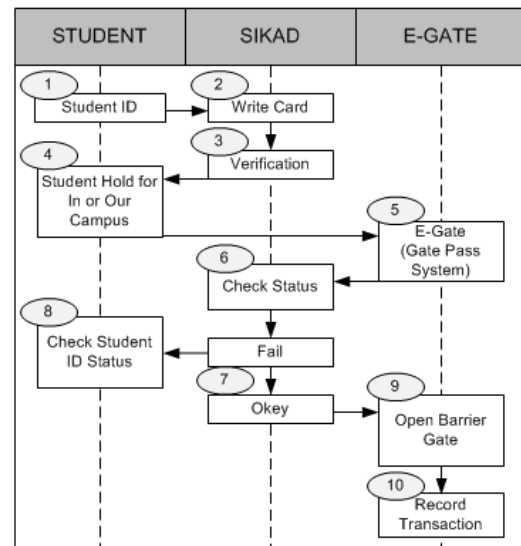 STUDENT
SIKAD
E-GATE
1
Student ID
2
Write Card
3
Verification
4
Student Hold for
In or Our
Campus
5
E-Gate
(Gate Pass
System)
6
Check Status
8
Check Student
ID Status
Fail
7
Okey
9
Open Barrier
Gate
10
Record
Transaction